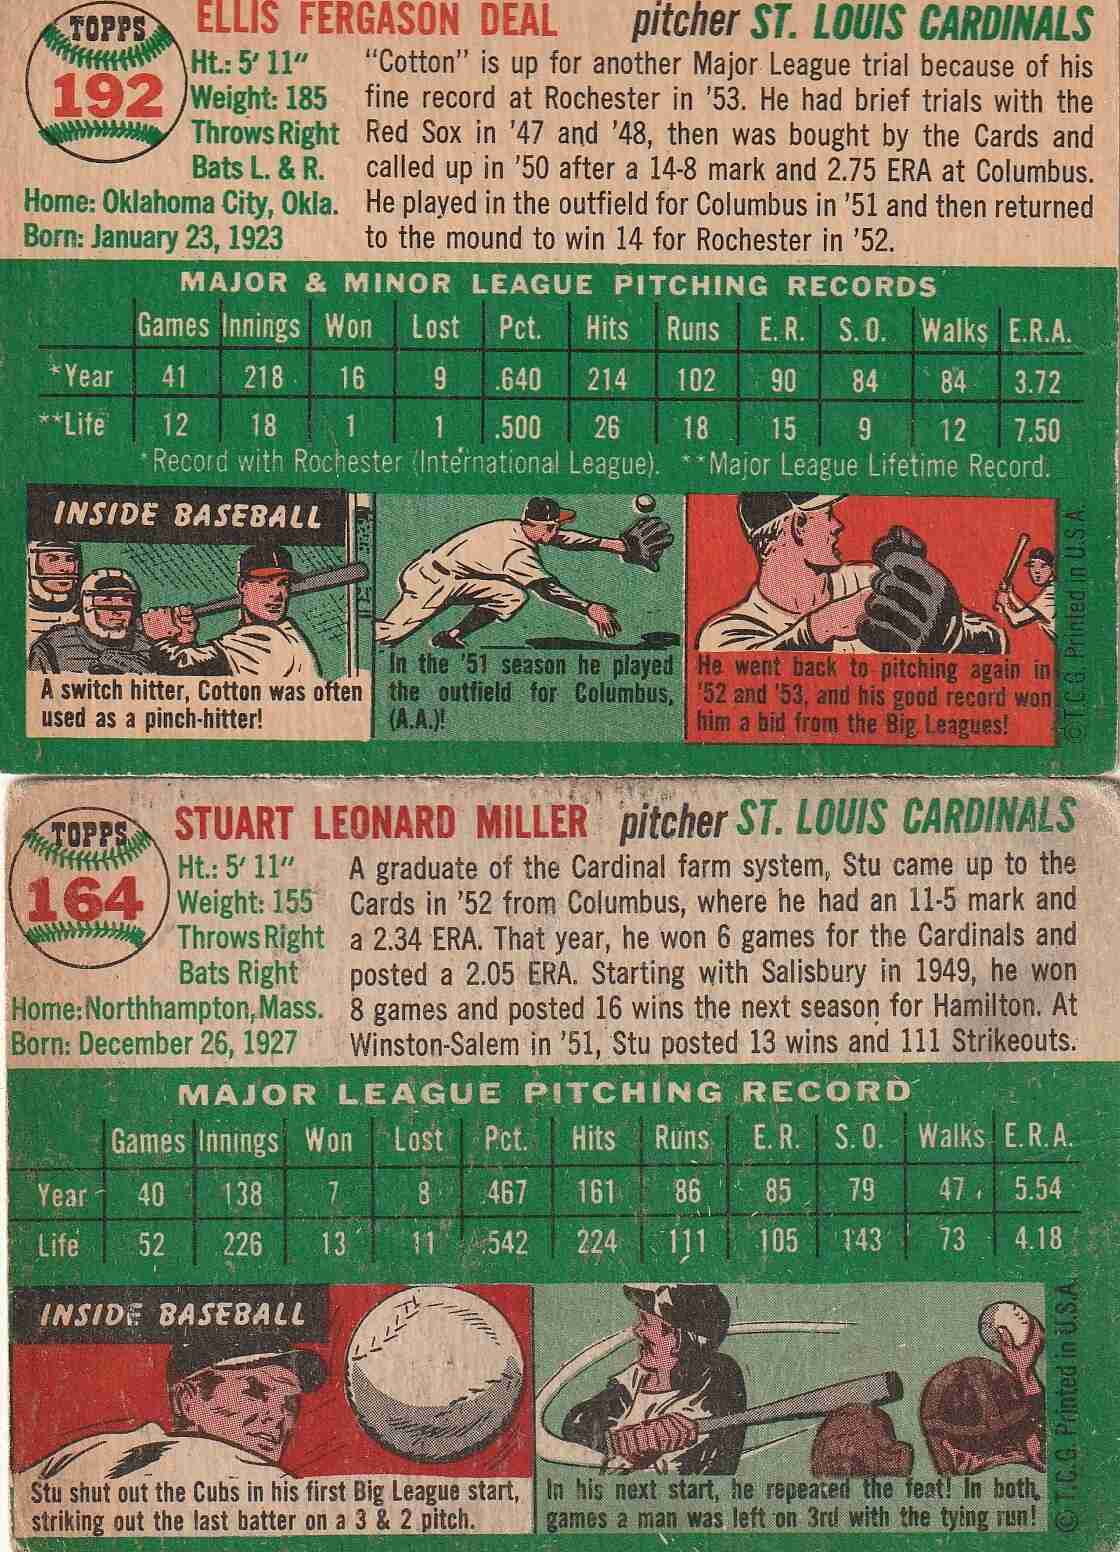 TOPPS
192
ELLIS FERGASON DEAL pitcher ST. LOUIS CARDINALS
Ht.: 5' 11"
Weight: 185
Throws Right
Bats L. & R.
Home: Oklahoma City, Okla.
Born: January 23, 1923
"Cotton" is up for another Major League trial because of his
fine record at Rochester in '53. He had brief trials with the
Red Sox in '47 and '48, then was bought by the Cards and
called up in '50 after a 14-8 mark and 2.75 ERA at Columbus.
He played in the outfield for Columbus in '51 and then returned
to the mound to win 14 for Rochester in '52.
MAJOR & MINOR LEAGUE PITCHING RECORDS
Games Innings Won Lost Pct. Hits Runs E.R. S.O. Walks E.R.A.
*Year 41 218 16 9 .640 214 102 90 84 84 3.72
**Life 12 18 1 1 .500 26 18 15 9 12 7.50
*Record with Rochester (International League). **Major League Lifetime Record.
INSIDE BASEBALL
A switch hitter, Cotton was often
used as a pinch-hitter!
In the '51 season he played
the outfield for Columbus,
(A.A.)!
He went back to pitching again in
'52 and '53, and his good record won
him a bid from the Big Leagues!
©T.C.G. Printed in U.S.A.
TOPPS
164
STUART LEONARD MILLER pitcher ST. LOUIS CARDINALS
Ht.: 5' 11"
Weight: 155
Throws Right
Bats Right
Home: Northhampton, Mass.
Born: December 26, 1927
A graduate of the Cardinal farm system, Stu came up to the
Cards in '52 from Columbus, where he had an 11-5 mark and
a 2.34 ERA. That year, he won 6 games for the Cardinals and
posted a 2.05 ERA. Starting with Salisbury in 1949, he won
8 games and posted 16 wins the next season for Hamilton. At
Winston-Salem in '51, Stu posted 13 wins and 111 Strikeouts.
MAJOR LEAGUE PITCHING RECORD
Games Innings Won Lost Pct. Hits Runs E.R. S.O. Walks E.R.A.
Year 40 138 7 8 .467 161 86 85 79 47 5.54
Life 52 226 13 11 .542 224 111 105 143 73 4.18
INSIDE BASEBALL
Stu shut out the Cubs in his first Big League start,
striking out the last batter on a 3 & 2 pitch.
In his next start, he repeated the feat! In both
games a man was left on 3rd with the tying run!
©T.C.G. Printed in U.S.A.